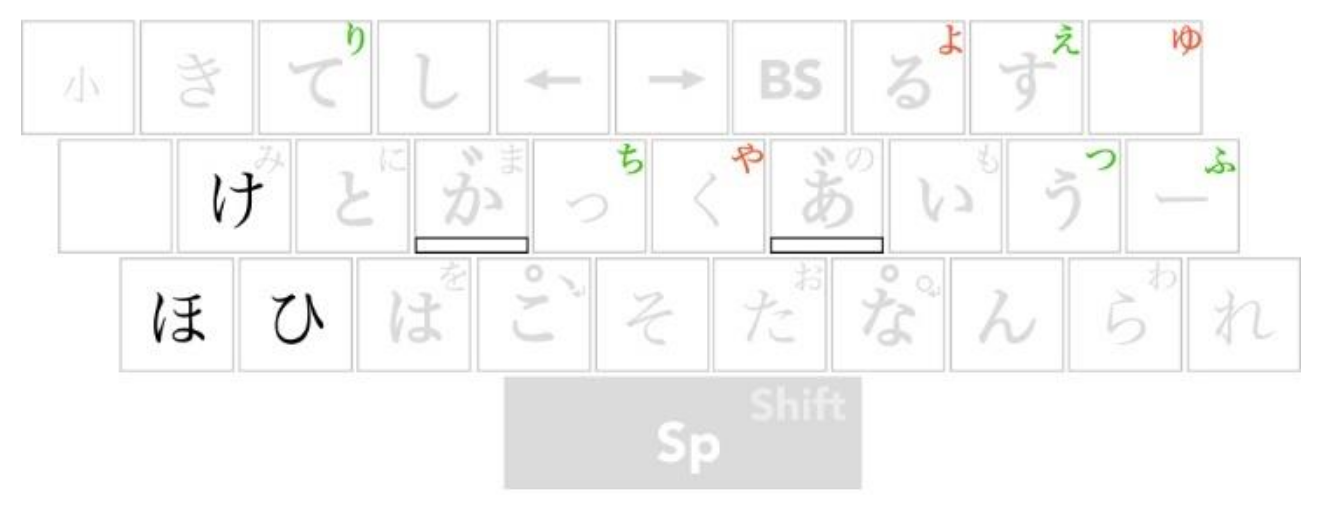 小 き て り し ← → BS る よ す え ゆ
け み と に か ゛ ま っ ち く や あ ゛ の い も う つ ー ふ
ほ ひ は を こ ゜ 、 そ た お な ゜ 。 ん ら わ れ
Sp Shift